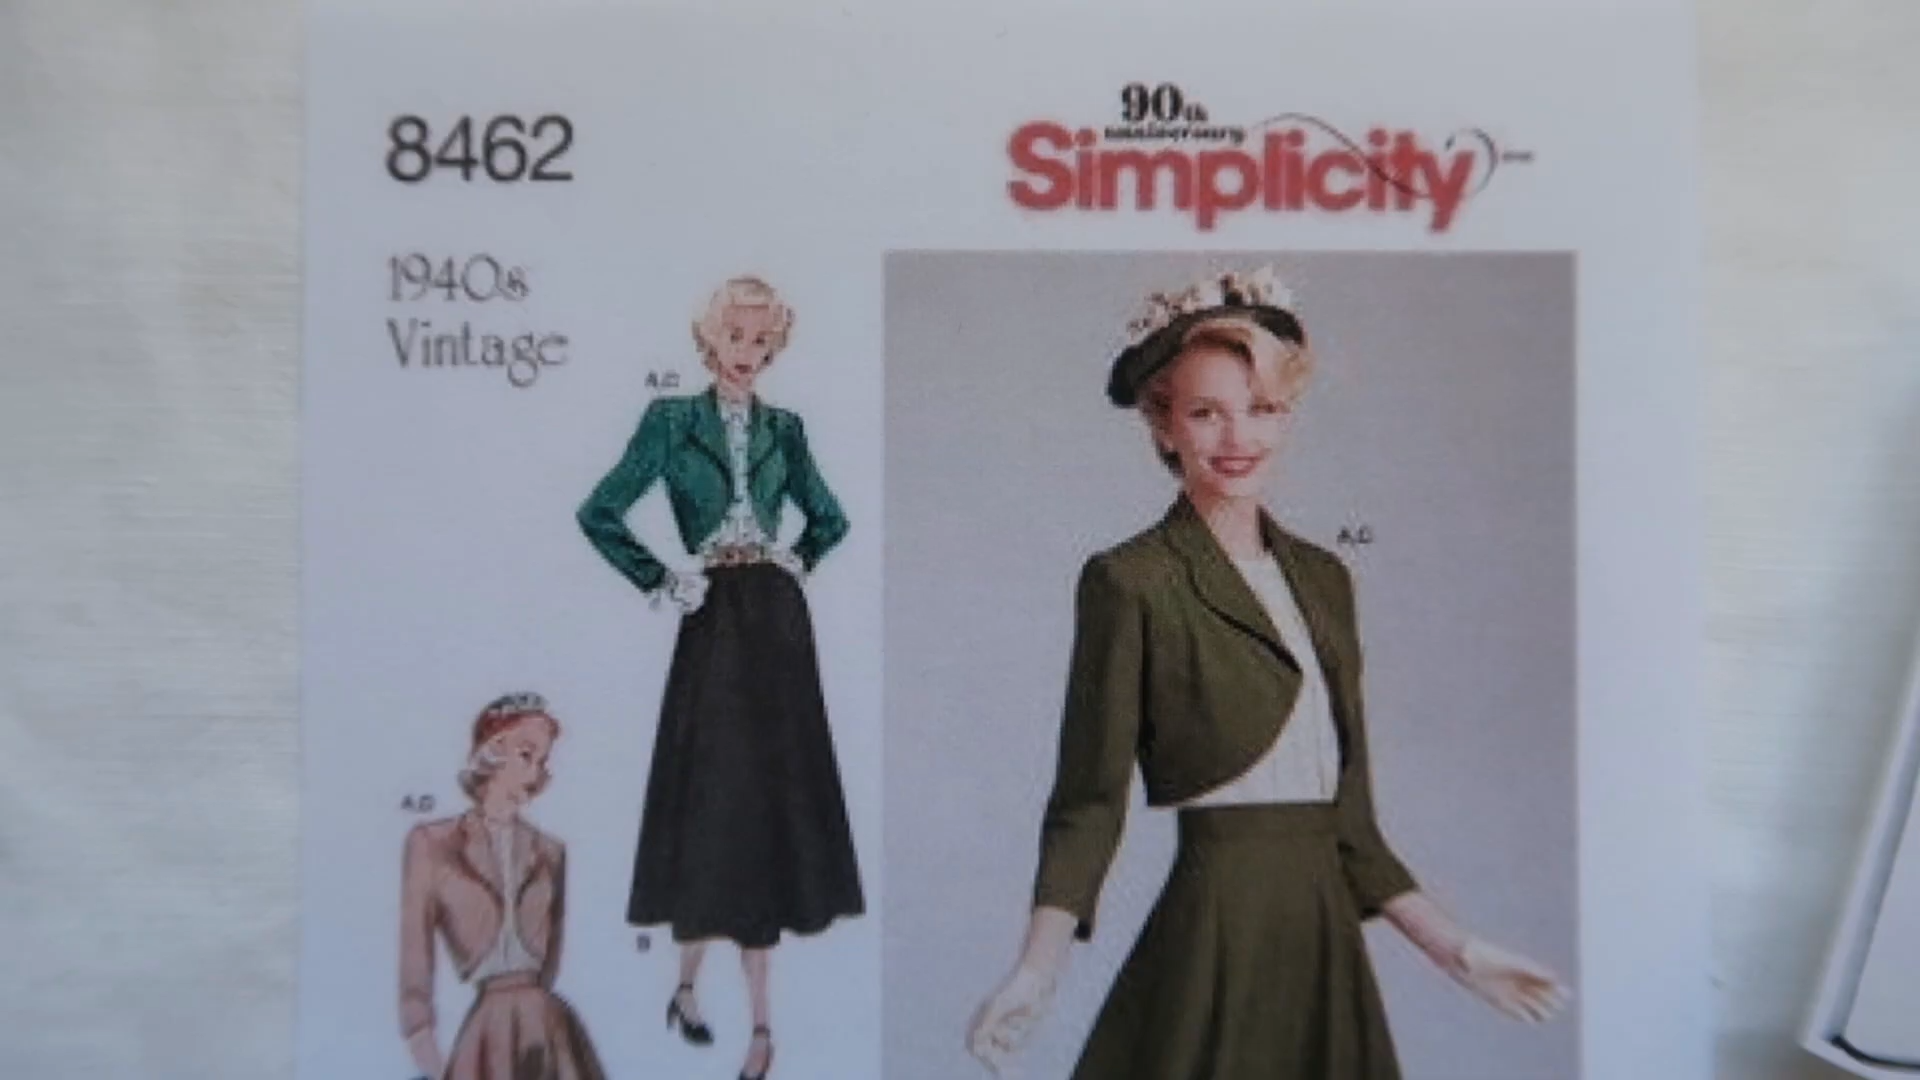 8462
90th
anniversary
Simplicity
1940s
Vintage
A,C
A,C
A,D
B